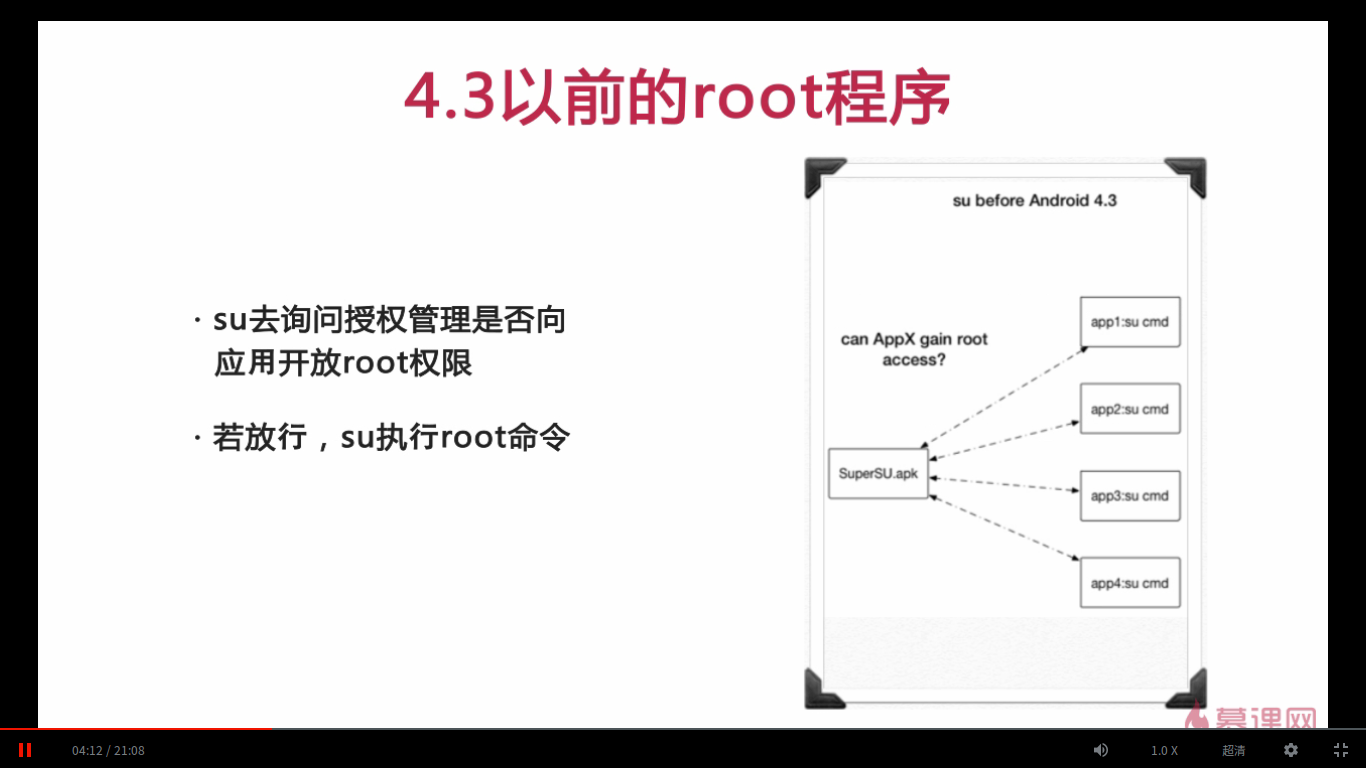 4.3以前的root程序
· su去询问授权管理是否向
应用开放root权限
· 若放行，su执行root命令
su before Android 4.3
can AppX gain root
access?
app1:su cmd
app2:su cmd
SuperSU.apk
app3:su cmd
app4:su cmd
慕课网
04:12 / 21:08
1.0 X
超清